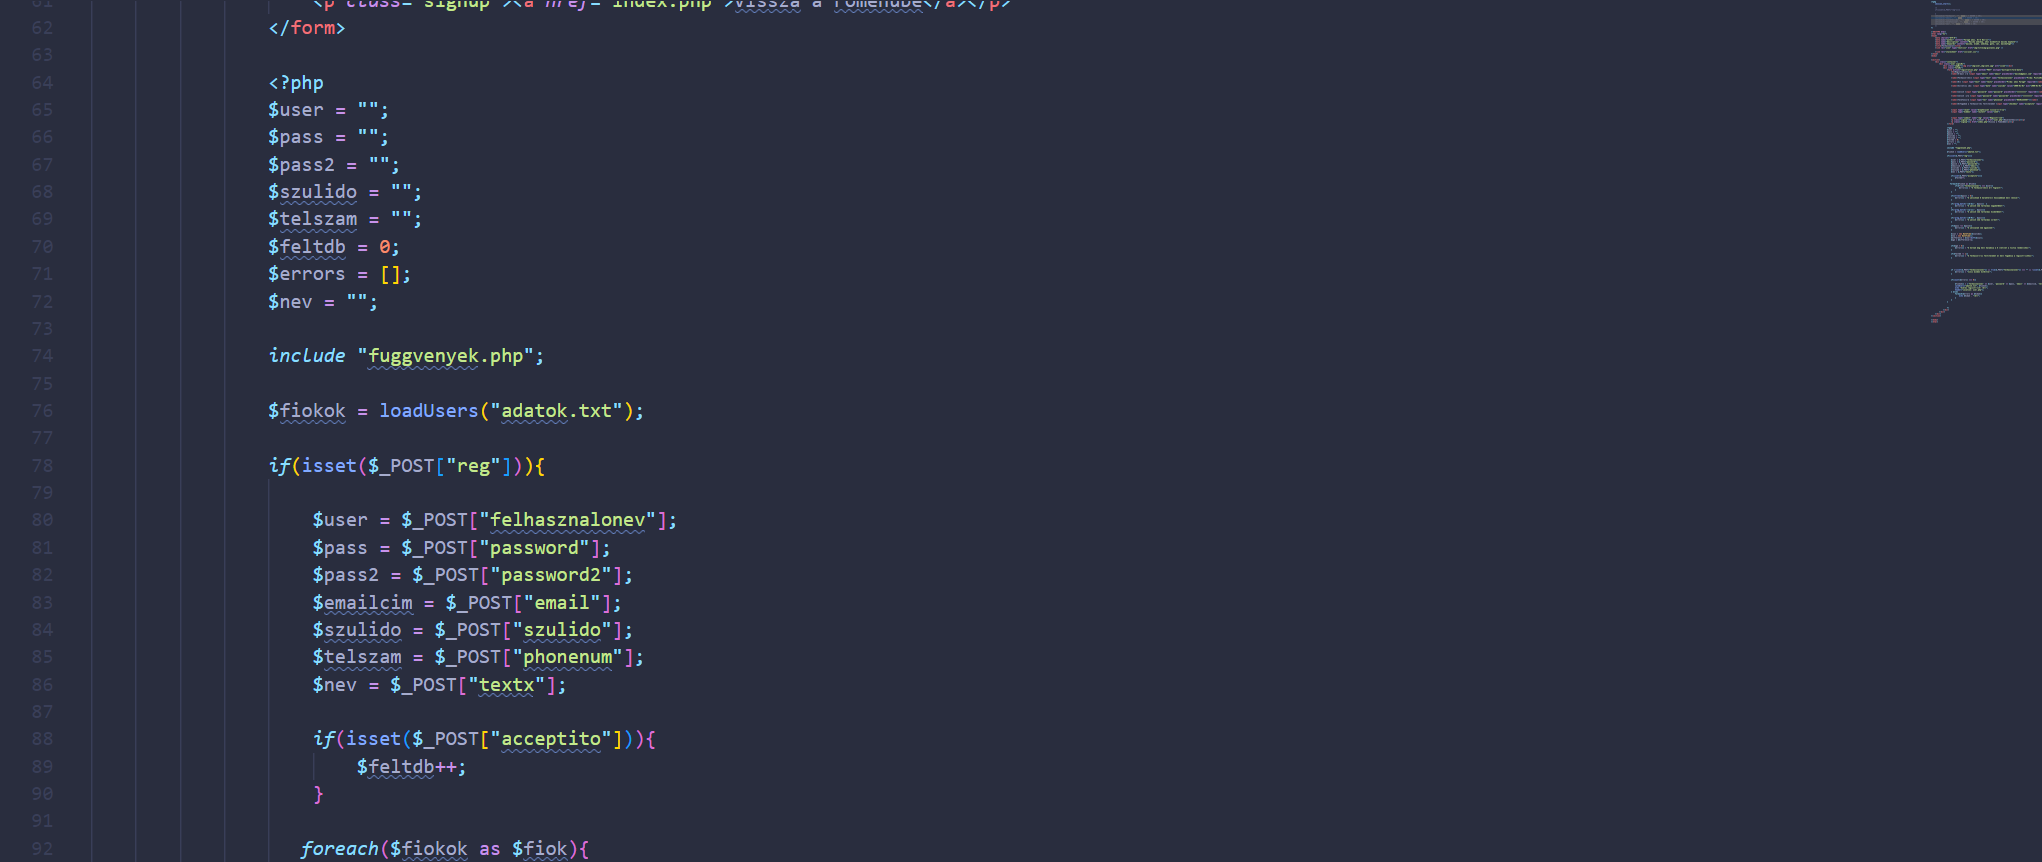 61 <p class="signup"><a href="index.php">Vissza a főmenübe</a></p>
62 </form>
63
64 <?php
65 $user = "";
66 $pass = "";
67 $pass2 = "";
68 $szulido = "";
69 $telszam = "";
70 $feltdb = 0;
71 $errors = [];
72 $nev = "";
73
74 include "fuggvenyek.php";
75
76 $fiokok = loadUsers("adatok.txt");
77
78 if(isset($_POST["reg"])){
79
80 $user = $_POST["felhasznalonev"];
81 $pass = $_POST["password"];
82 $pass2 = $_POST["password2"];
83 $emailcim = $_POST["email"];
84 $szulido = $_POST["szulido"];
85 $telszam = $_POST["phonenum"];
86 $nev = $_POST["textx"];
87
88 if(isset($_POST["acceptito"])){
89 $feltdb++;
90 }
91
92 foreach($fiokok as $fiok){